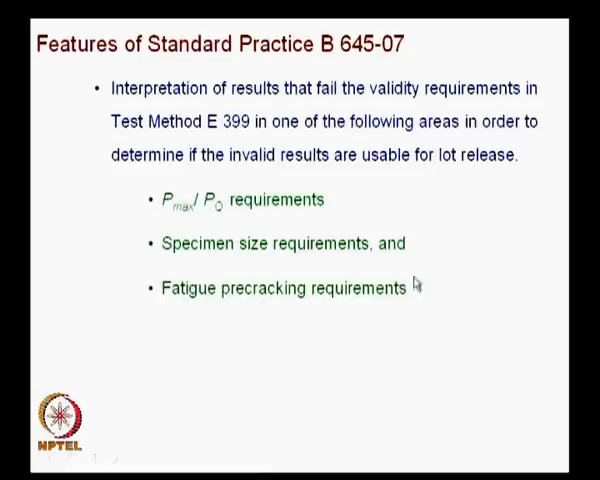 Features of Standard Practice B 645-07
• Interpretation of results that fail the validity requirements in
Test Method E 399 in one of the following areas in order to
determine if the invalid results are usable for lot release.
• Pmax/ PQ requirements
• Specimen size requirements, and
• Fatigue precracking requirements
NPTEL